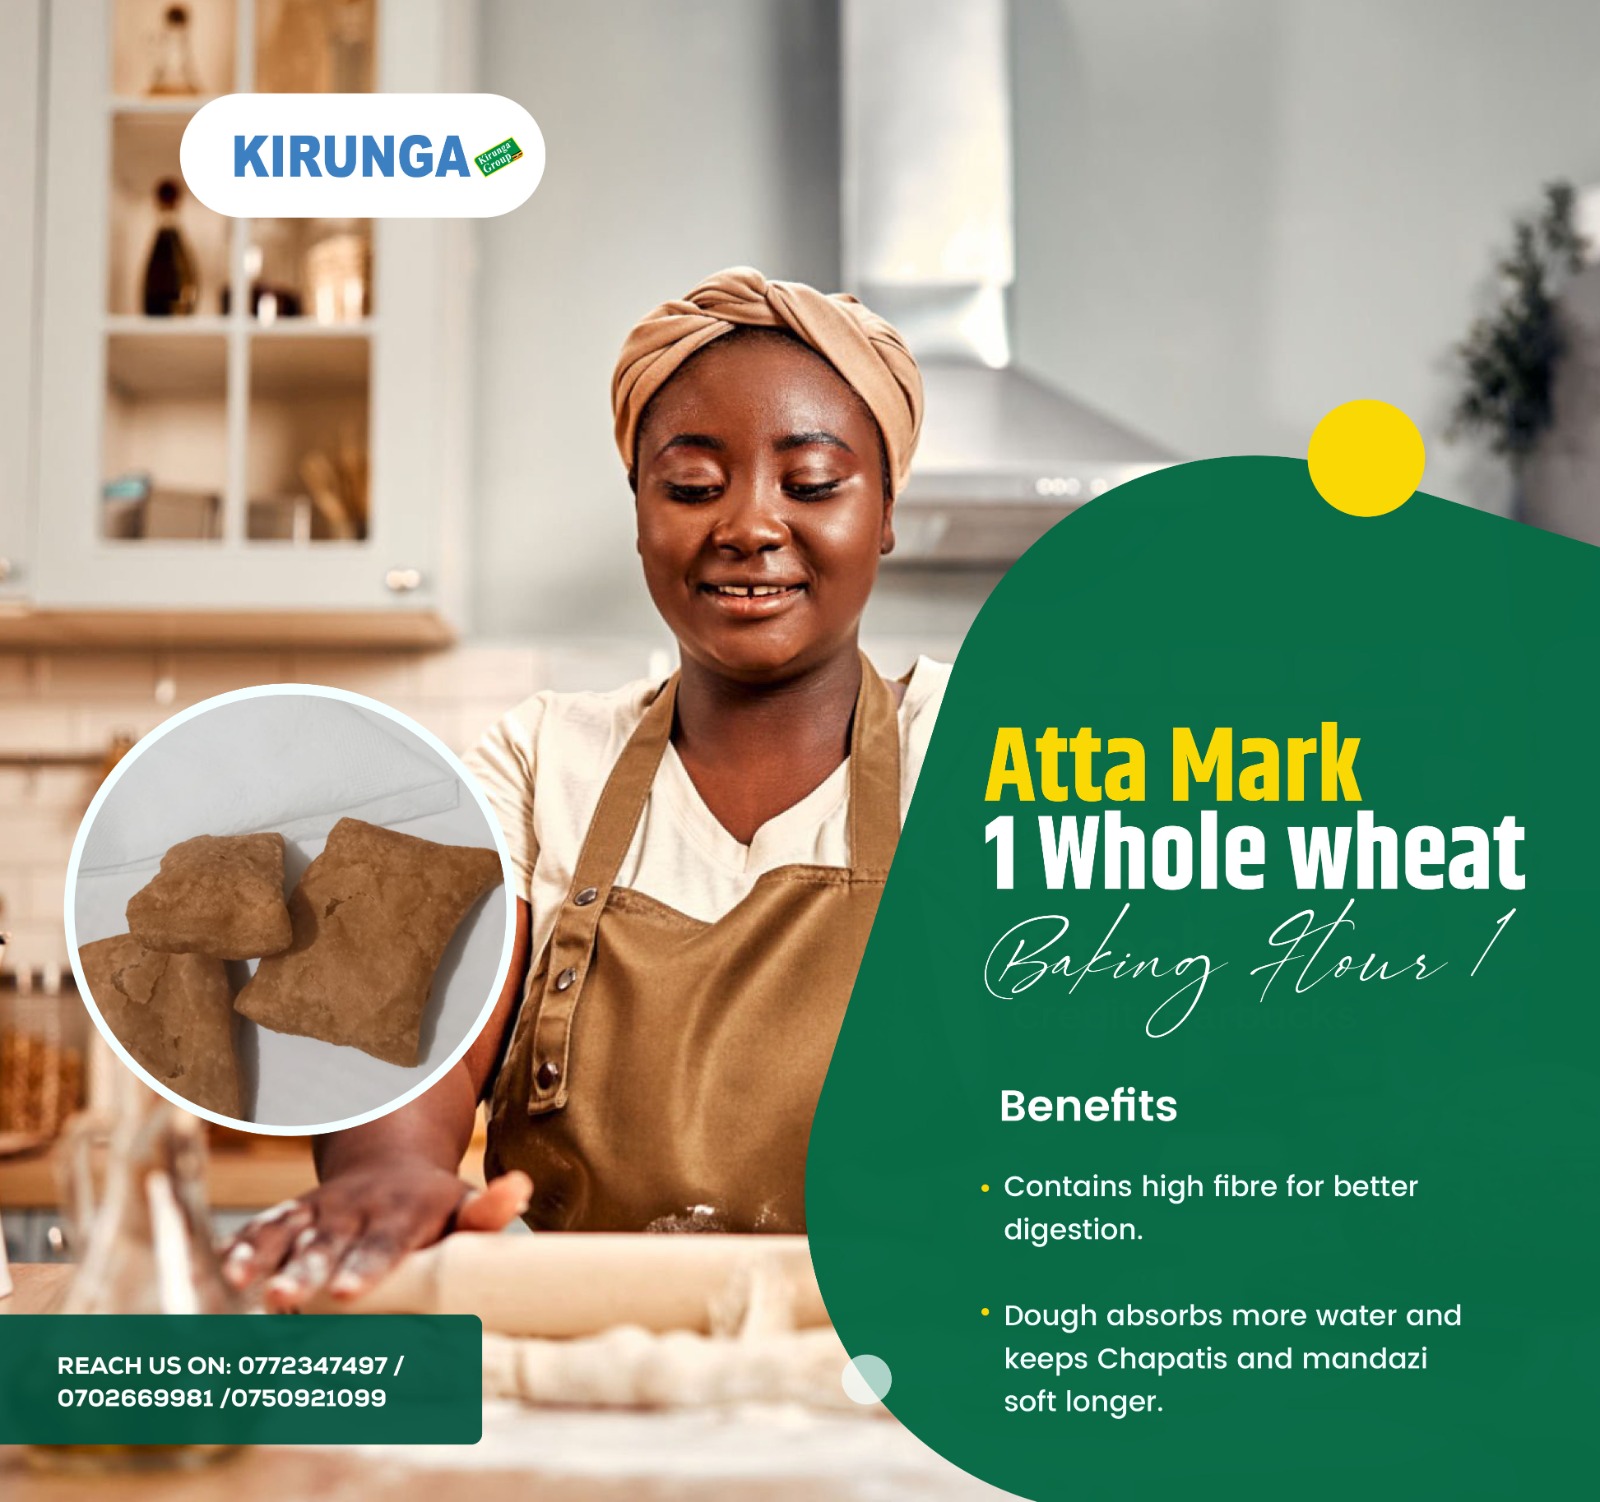 KIRUNGA
Kirunga
Group
Atta Mark
1 Whole wheat
Baking Flour 1
Benefits
• Contains high fibre for better
digestion.
• Dough absorbs more water and
keeps Chapatis and mandazi
soft longer.
REACH US ON: 0772347497 /
0702669981 /0750921099